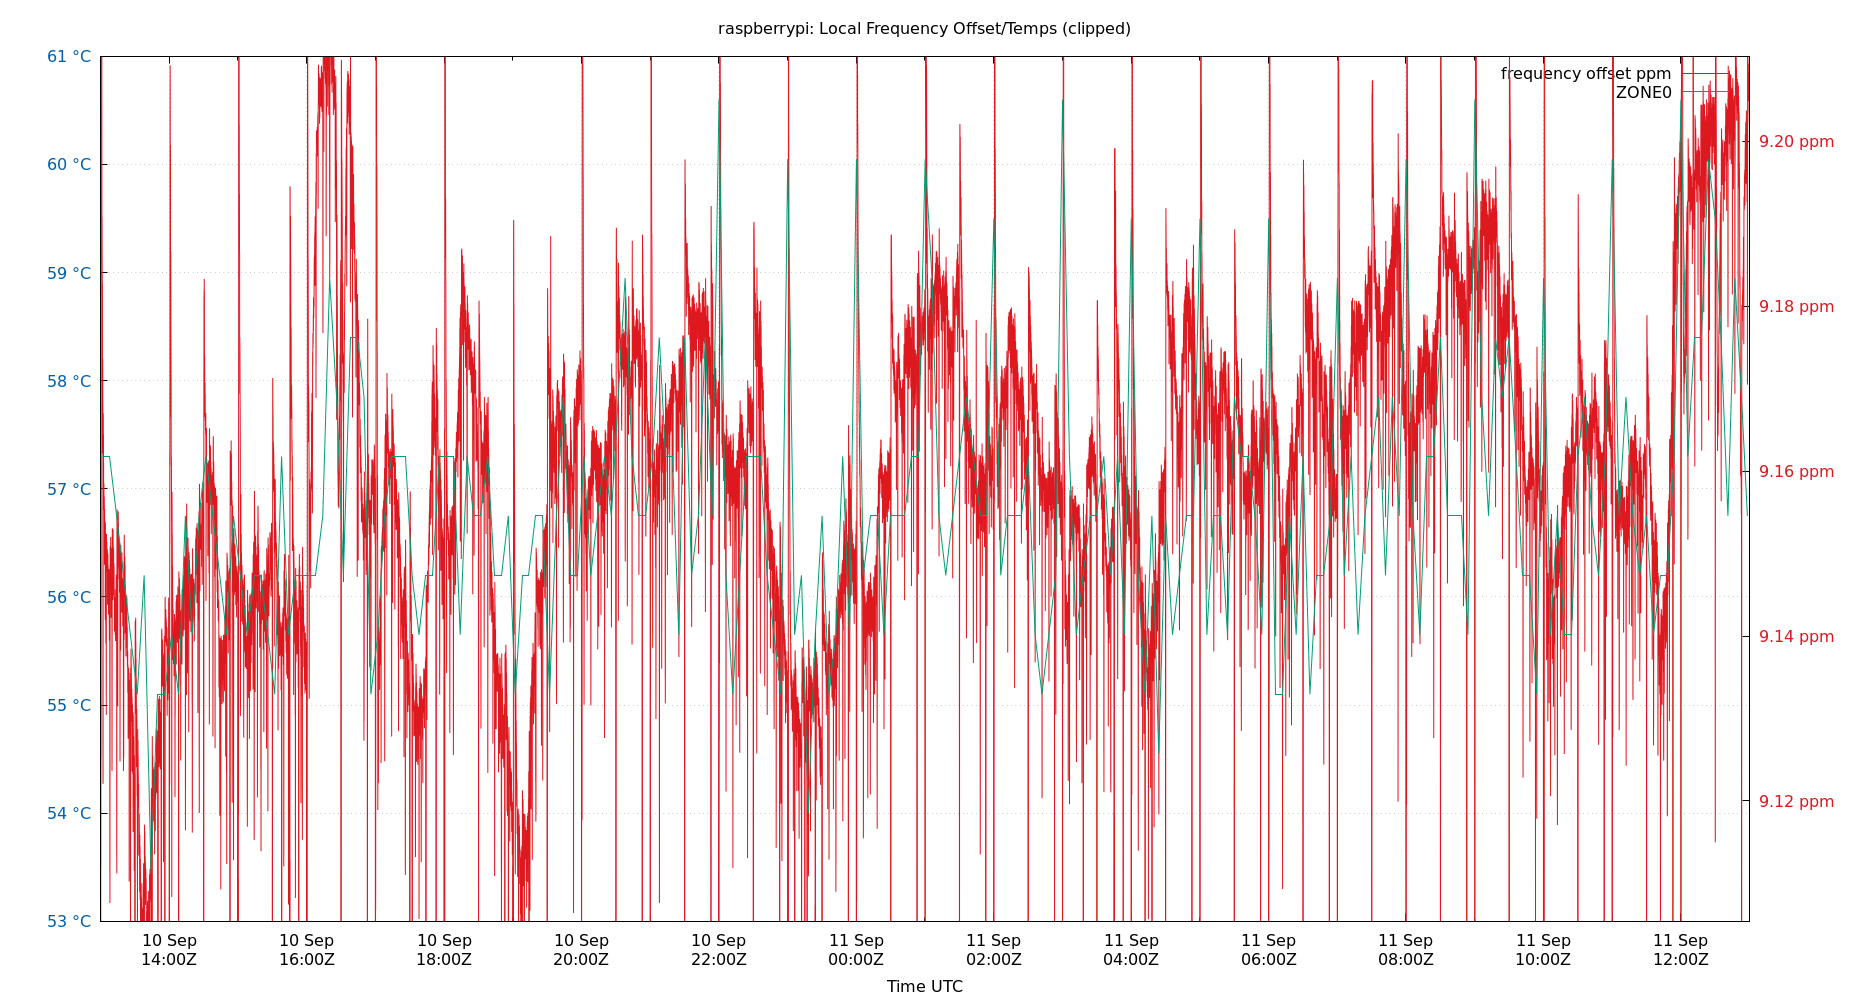 raspberrypi: Local Frequency Offset/Temps (clipped)
61 °C
60 °C
59 °C
58 °C
57 °C
56 °C
55 °C
54 °C
53 °C
frequency offset ppm
ZONE0
9.20 ppm
9.18 ppm
9.16 ppm
9.14 ppm
9.12 ppm
10 Sep 10 Sep 10 Sep 10 Sep 10 Sep 11 Sep 11 Sep 11 Sep 11 Sep 11 Sep 11 Sep 11 Sep
14:00Z 16:00Z 18:00Z 20:00Z 22:00Z 00:00Z 02:00Z 04:00Z 06:00Z 08:00Z 10:00Z 12:00Z
Time UTC